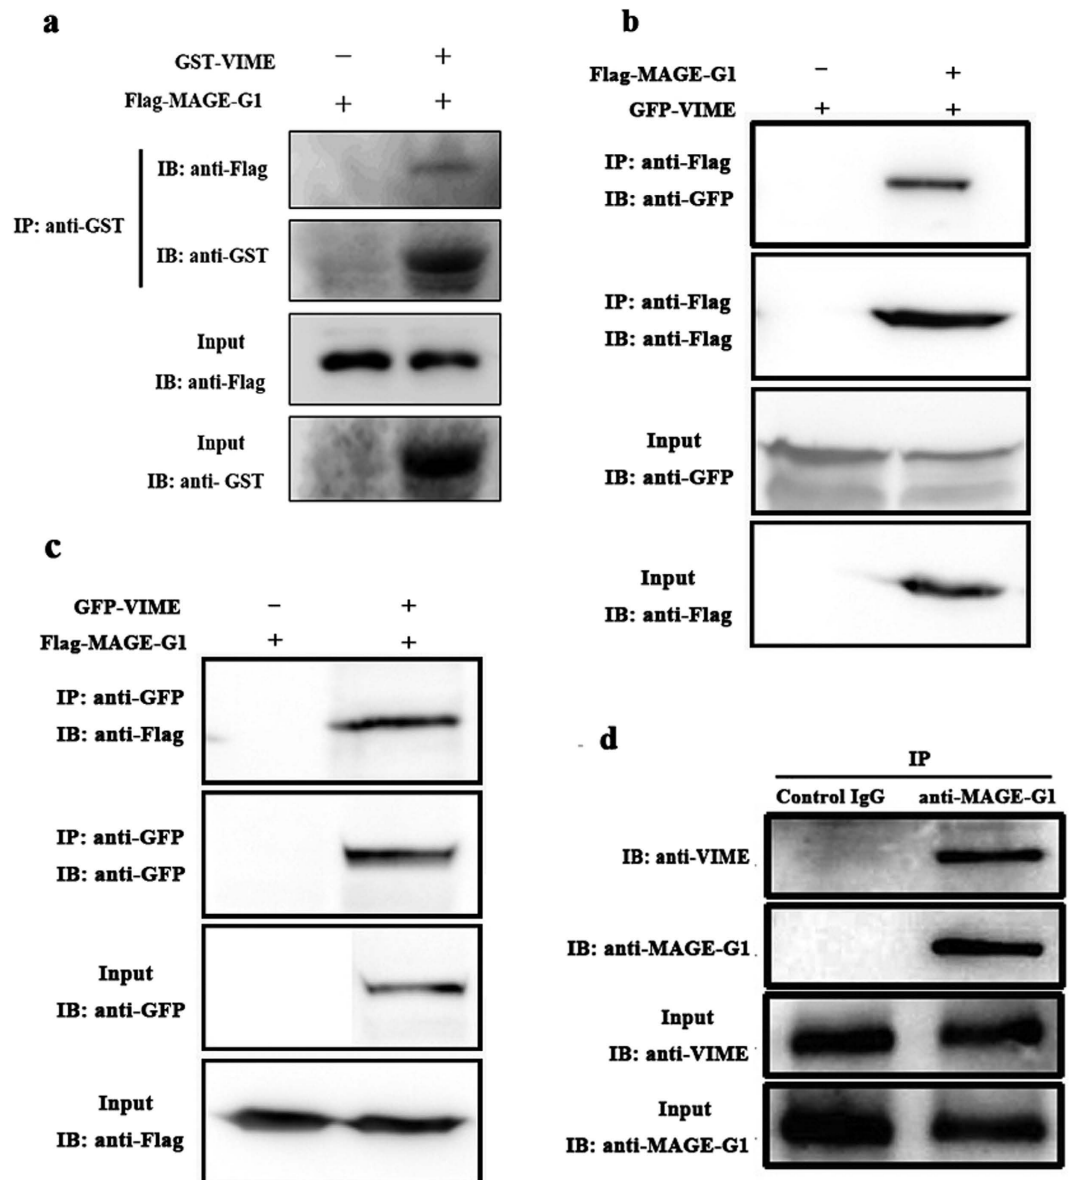 a
GST-VIME − +
Flag-MAGE-G1 + +
IP: anti-GST
IB: anti-Flag
IB: anti-GST
Input
IB: anti-Flag
Input
IB: anti- GST
b
Flag-MAGE-G1 − +
GFP-VIME + +
IP: anti-Flag
IB: anti-GFP
IP: anti-Flag
IB: anti-Flag
Input
IB: anti-GFP
Input
IB: anti-Flag
c
GFP-VIME − +
Flag-MAGE-G1 + +
IP: anti-GFP
IB: anti-Flag
IP: anti-GFP
IB: anti-GFP
Input
IB: anti-GFP
Input
IB: anti-Flag
d
IP
Control IgG anti-MAGE-G1
IB: anti-VIME
IB: anti-MAGE-G1
Input
IB: anti-VIME
Input
IB: anti-MAGE-G1